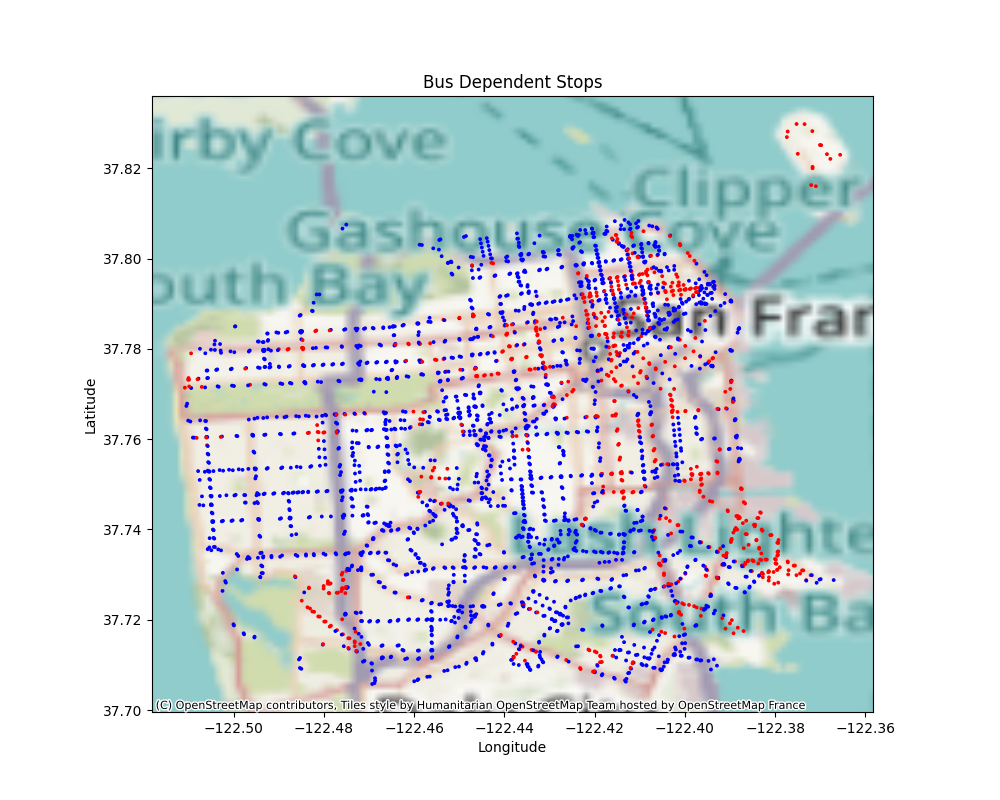 Bus Dependent Stops
irby Cove
Clipper
Gashouse Cove
outh Bay
San Fran
Lash Lighte
South Ba
(C) OpenStreetMap contributors, Tiles style by Humanitarian OpenStreetMap Team hosted by OpenStreetMap France
37.82
37.80
37.78
37.76
37.74
37.72
37.70
Latitude
−122.50 −122.48 −122.46 −122.44 −122.42 −122.40 −122.38 −122.36
Longitude